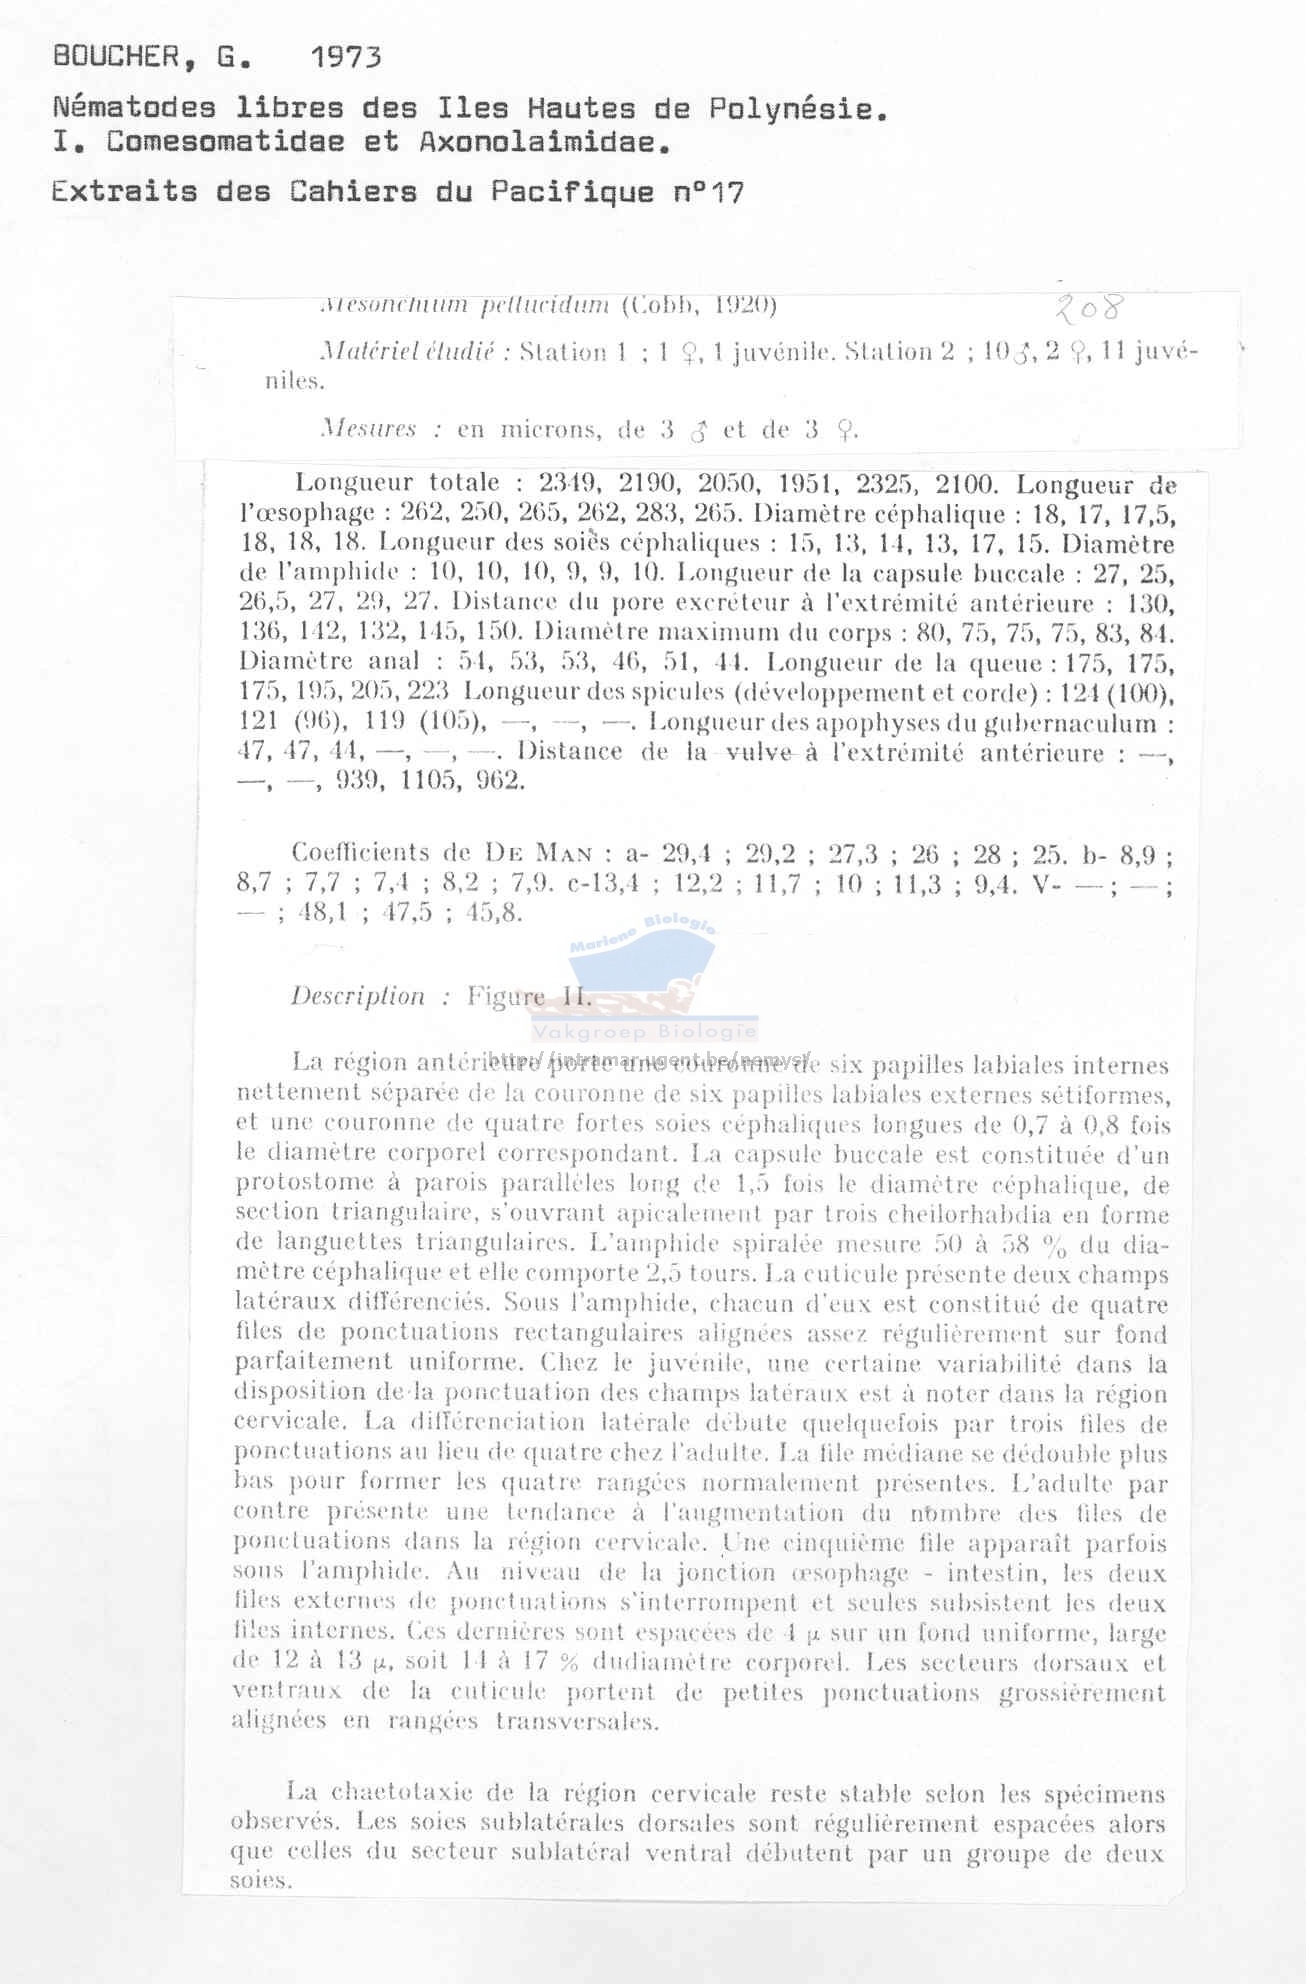 BOUCHER, G. 1973
Nématodes libres des Iles Hautes de Polynésie.
I. Comesomatidae et Axonolaimidae.
Extraits des Cahiers du Pacifique n°17
Mesonchium pellucidum (Cobb, 1920)
208
Matériel étudié : Station 1 ; 1 ♀, 1 juvénile. Station 2 ; 10♂, 2 ♀, 11 juvé-
niles.
Mesures : en microns, de 3 ♂ et de 3 ♀.
Longueur totale : 2349, 2190, 2050, 1951, 2325, 2100. Longueur de
l'œsophage : 262, 250, 265, 262, 283, 265. Diamètre céphalique : 18, 17, 17,5,
18, 18, 18. Longueur des soies céphaliques : 15, 13, 14, 13, 17, 15. Diamètre
de l'amphide : 10, 10, 10, 9, 9, 10. Longueur de la capsule buccale : 27, 25,
26,5, 27, 29, 27. Distance du pore excréteur à l'extrémité antérieure : 130,
136, 142, 132, 145, 150. Diamètre maximum du corps : 80, 75, 75, 75, 83, 84.
Diamètre anal : 54, 53, 53, 46, 51, 44. Longueur de la queue : 175, 175,
175, 195, 205, 223 Longueur des spicules (développement et corde) : 124 (100),
121 (96), 119 (105), —, —, —. Longueur des apophyses du gubernaculum :
47, 47, 44, —, —, —. Distance de la vulve à l'extrémité antérieure : —,
—, —, 939, 1105, 962.
Coefficients de DE MAN : a- 29,4 ; 29,2 ; 27,3 ; 26 ; 28 ; 25. b- 8,9 ;
8,7 ; 7,7 ; 7,4 ; 8,2 ; 7,9. c-13,4 ; 12,2 ; 11,7 ; 10 ; 11,3 ; 9,4. V- — ; — ;
— ; 48,1 ; 47,5 ; 45,8.
Mariene Biologie
Description : Figure II.
Vakgroep Biologie
http://intramar.ugent.be/nemys/
La région antérieure porte une couronne de six papilles labiales internes
nettement séparée de la couronne de six papilles labiales externes sétiformes,
et une couronne de quatre fortes soies céphaliques longues de 0,7 à 0,8 fois
le diamètre corporel correspondant. La capsule buccale est constituée d'un
protostome à parois parallèles long de 1,5 fois le diamètre céphalique, de
section triangulaire, s'ouvrant apicalement par trois cheilorhabdia en forme
de languettes triangulaires. L'amphide spiralée mesure 50 à 58 % du dia-
mètre céphalique et elle comporte 2,5 tours. La cuticule présente deux champs
latéraux différenciés. Sous l'amphide, chacun d'eux est constitué de quatre
files de ponctuations rectangulaires alignées assez régulièrement sur fond
parfaitement uniforme. Chez le juvénile, une certaine variabilité dans la
disposition de la ponctuation des champs latéraux est à noter dans la région
cervicale. La différenciation latérale débute quelquefois par trois files de
ponctuations au lieu de quatre chez l'adulte. La file médiane se dédouble plus
bas pour former les quatre rangées normalement présentes. L'adulte par
contre présente une tendance à l'augmentation du nombre des files de
ponctuations dans la région cervicale. Une cinquième file apparaît parfois
sous l'amphide. Au niveau de la jonction œsophage - intestin, les deux
files externes de ponctuations s'interrompent et seules subsistent les deux
files internes. Ces dernières sont espacées de 4 µ sur un fond uniforme, large
de 12 à 13 µ, soit 14 à 17 % dudiamètre corporel. Les secteurs dorsaux et
ventraux de la cuticule portent de petites ponctuations grossièrement
alignées en rangées transversales.
La chaetotaxie de la région cervicale reste stable selon les spécimens
observés. Les soies sublatérales dorsales sont régulièrement espacées alors
que celles du secteur sublatéral ventral débutent par un groupe de deux
soies.